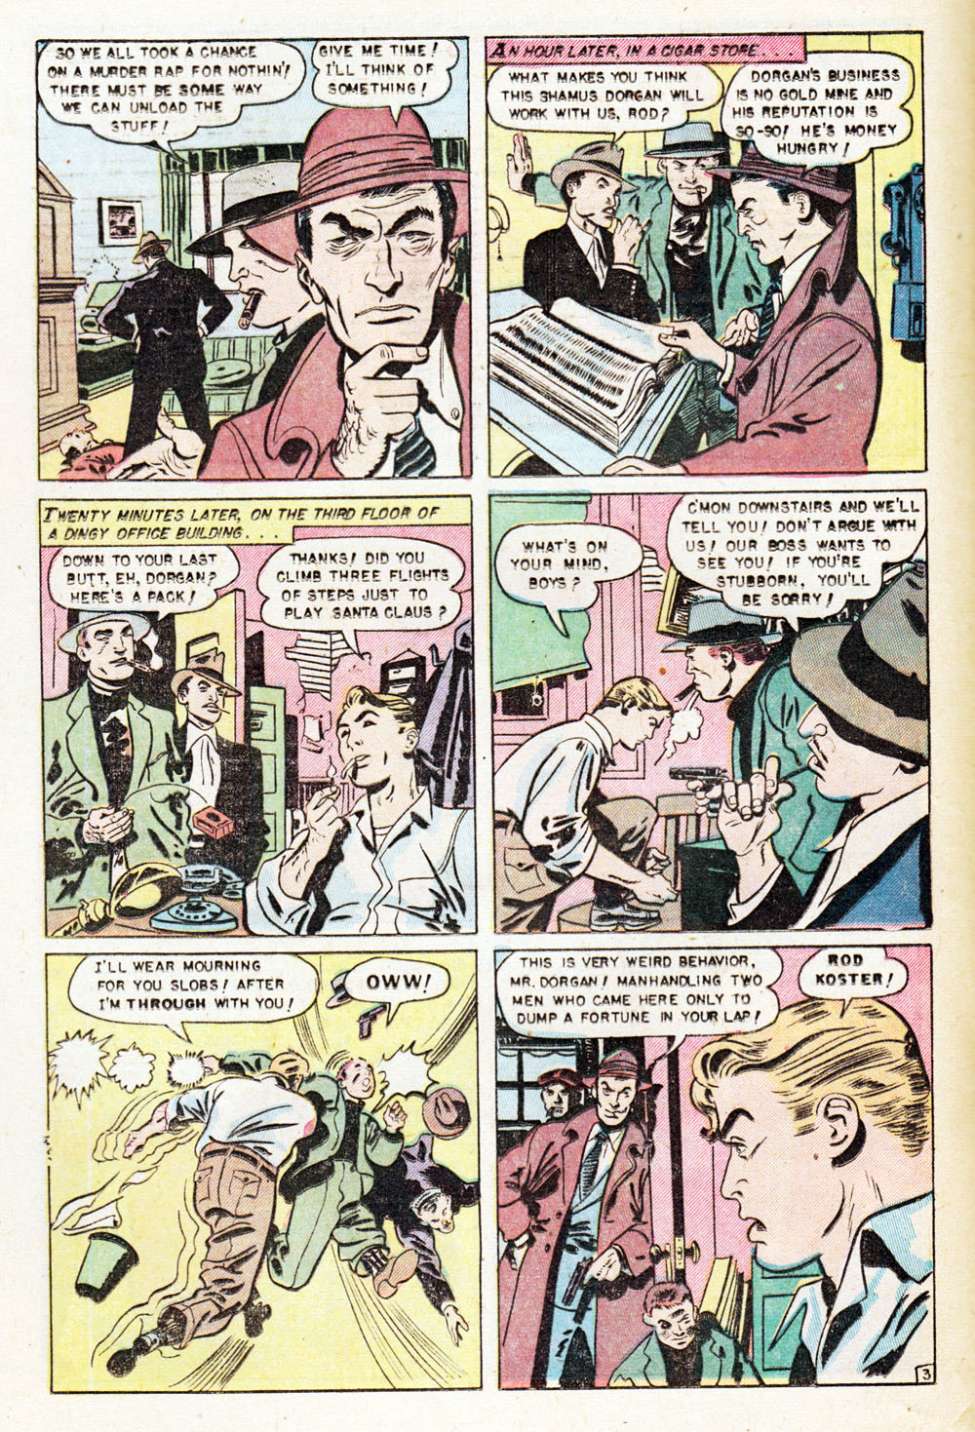 SO WE ALL TOOK A CHANCE
ON A MURDER RAP FOR NOTHIN'!
THERE MUST BE SOME WAY
WE CAN UNLOAD THE
STUFF!
GIVE ME TIME!
I'LL THINK OF
SOMETHING!
AN HOUR LATER, IN A CIGAR STORE. . . .
WHAT MAKES YOU THINK
THIS SHAMUS DORGAN WILL
WORK WITH US, ROD?
DORGAN'S BUSINESS
IS NO GOLD MINE AND
HIS REPUTATION IS
SO-SO! HE'S MONEY
HUNGRY!
TWENTY MINUTES LATER, ON THE THIRD FLOOR OF
A DINGY OFFICE BUILDING. . . .
DOWN TO YOUR LAST
BUTT, EH, DORGAN?
HERE'S A PACK!
THANKS! DID YOU
CLIMB THREE FLIGHTS
OF STEPS JUST TO
PLAY SANTA CLAUS?
WHAT'S ON
YOUR MIND,
BOYS?
C'MON DOWNSTAIRS AND WE'LL
TELL YOU! DON'T ARGUE WITH
US! OUR BOSS WANTS TO
SEE YOU! IF YOU'RE
STUBBORN, YOU'LL
BE SORRY!
I'LL WEAR MOURNING
FOR YOU SLOBS! AFTER
I'M THROUGH WITH YOU!
OWW!
THIS IS VERY WEIRD BEHAVIOR,
MR. DORGAN! MANHANDLING TWO
MEN WHO CAME HERE ONLY TO
DUMP A FORTUNE IN YOUR LAP!
ROD
KOSTER!
3